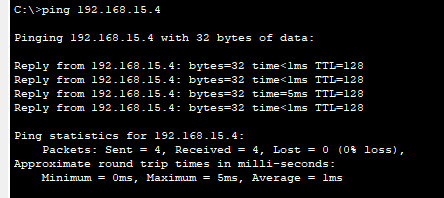 C:\>ping 192.168.15.4
Pinging 192.168.15.4 with 32 bytes of data:
Reply from 192.168.15.4: bytes=32 time<1ms TTL=128
Reply from 192.168.15.4: bytes=32 time<1ms TTL=128
Reply from 192.168.15.4: bytes=32 time=5ms TTL=128
Reply from 192.168.15.4: bytes=32 time<1ms TTL=128
Ping statistics for 192.168.15.4:
    Packets: Sent = 4, Received = 4, Lost = 0 (0% loss),
Approximate round trip times in milli-seconds:
    Minimum = 0ms, Maximum = 5ms, Average = 1ms